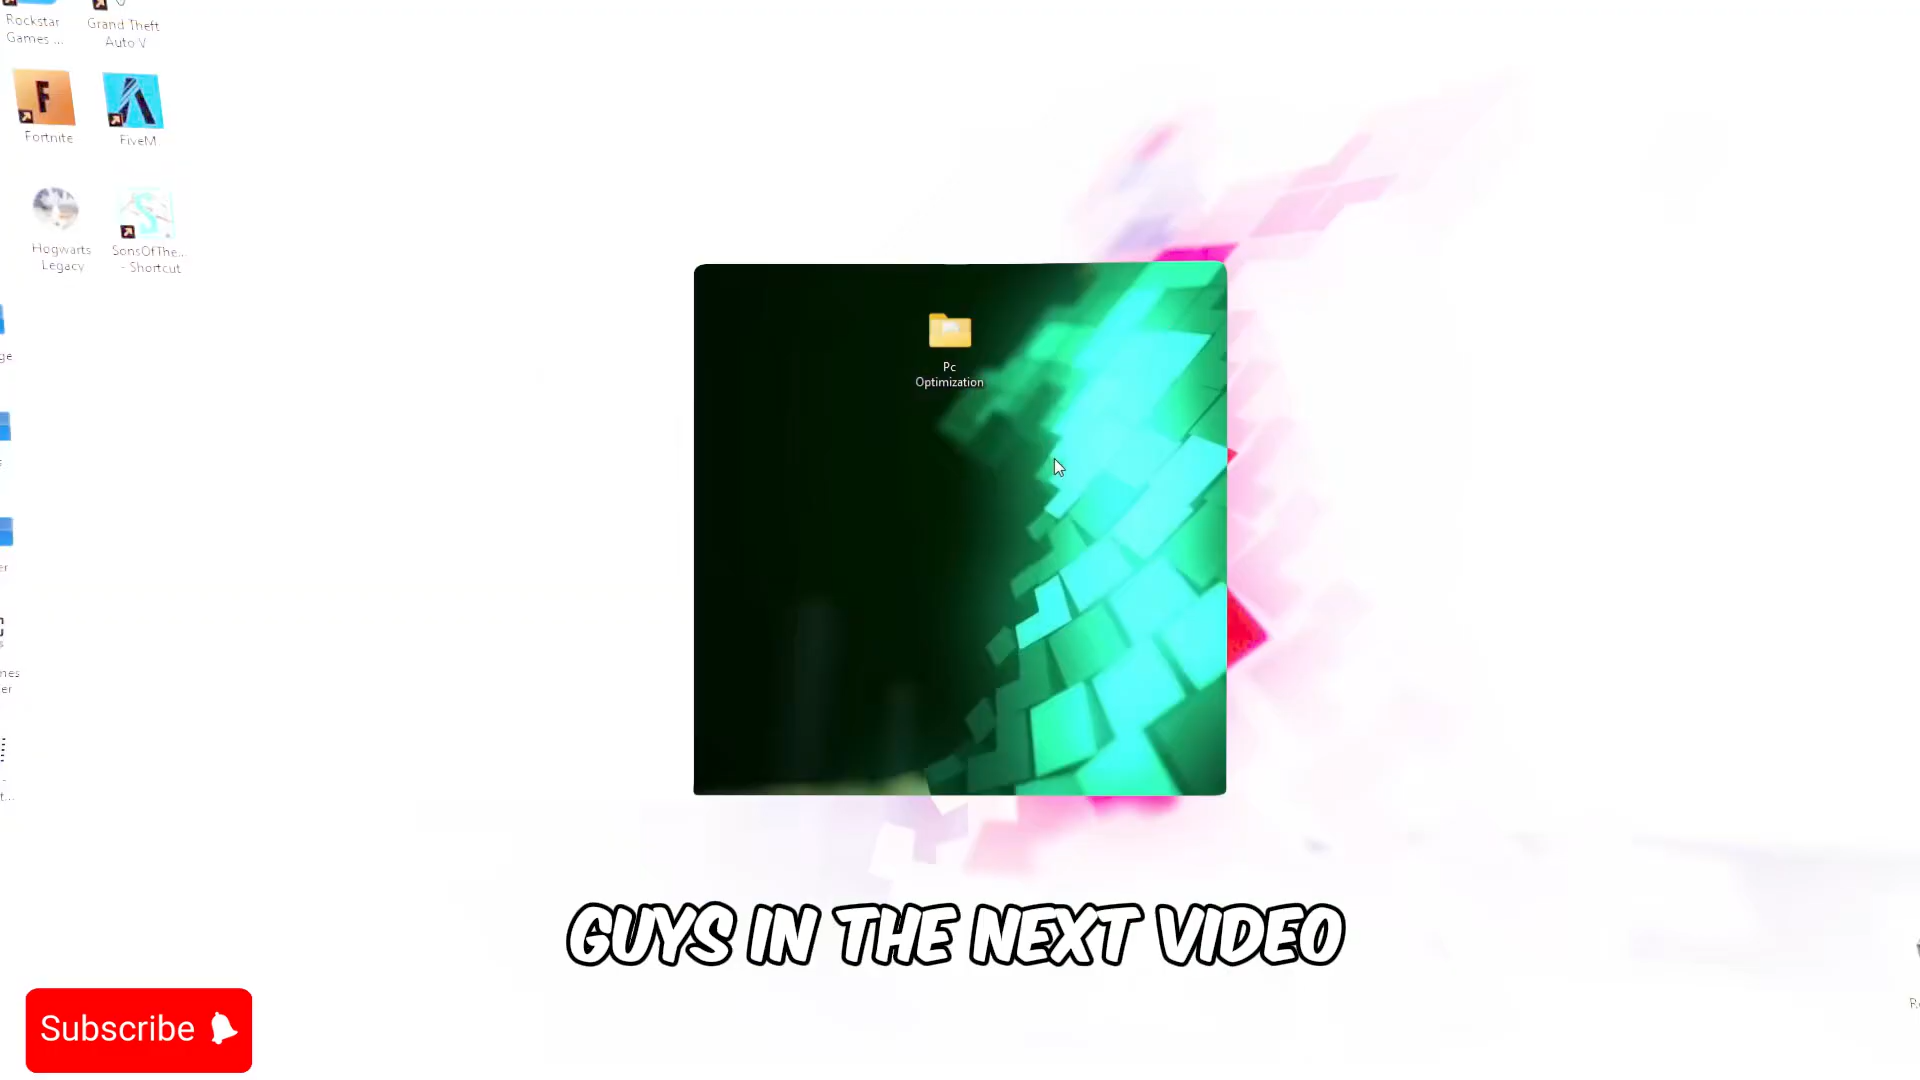 Rockstar
Games ...
Grand Theft
Auto V
Fortnite
FiveM
Hogwarts
Legacy
SonsOfThe...
- Shortcut
Pc
Optimization
GUYS IN THE NEXT VIDEO
Subscribe